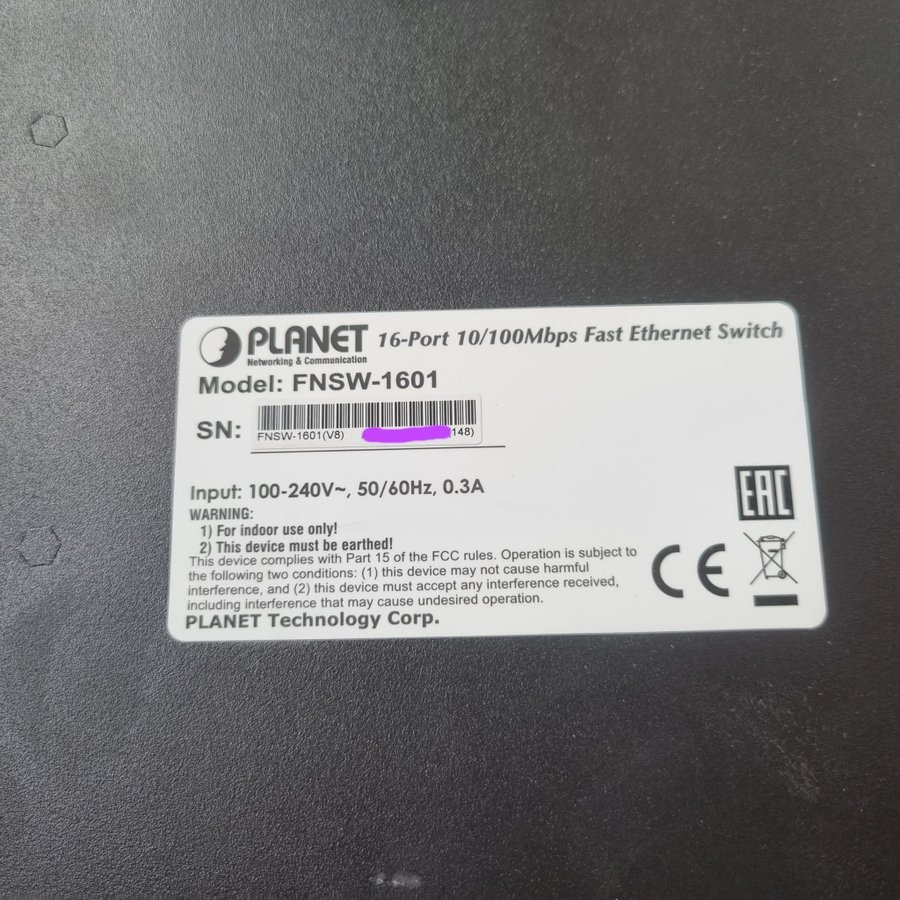 PLANET 16-Port 10/100Mbps Fast Ethernet Switch
Networking & Communication
Model: FNSW-1601
SN:
FNSW-1601(V8) 148)
Input: 100-240V~, 50/60Hz, 0.3A
WARNING:
1) For indoor use only!
2) This device must be earthed!
This device complies with Part 15 of the FCC rules. Operation is subject to
the following two conditions: (1) this device may not cause harmful
interference, and (2) this device must accept any interference received,
including interference that may cause undesired operation.
PLANET Technology Corp.
EAC
CE